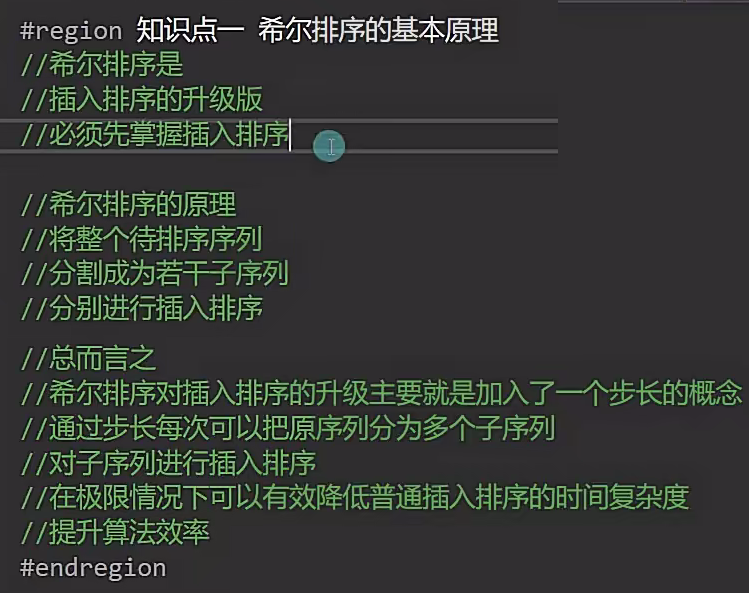 #region 知识点一 希尔排序的基本原理
//希尔排序是
//插入排序的升级版
//必须先掌握插入排序
//希尔排序的原理
//将整个待排序序列
//分割成为若干子序列
//分别进行插入排序
//总而言之
//希尔排序对插入排序的升级主要就是加入了一个步长的概念
//通过步长每次可以把原序列分为多个子序列
//对子序列进行插入排序
//在极限情况下可以有效降低普通插入排序的时间复杂度
//提升算法效率
#endregion